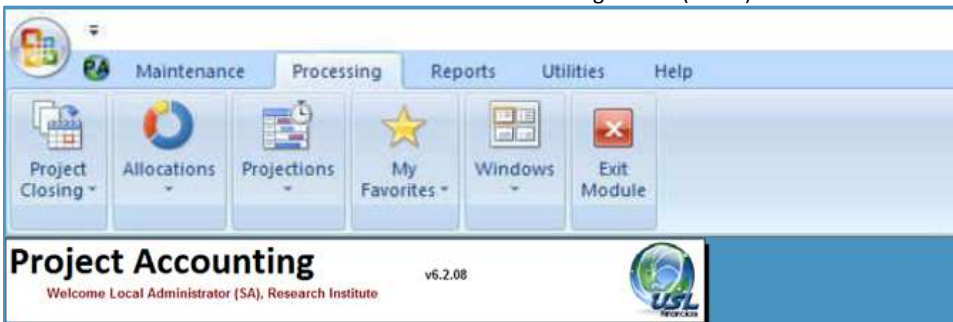 PA
Maintenance Processing Reports Utilities Help
Project Closing
Allocations
Projections
My Favorites
Windows
Exit Module
Project Accounting
v6.2.08
Welcome Local Administrator (SA), Research Institute
USL
Financials